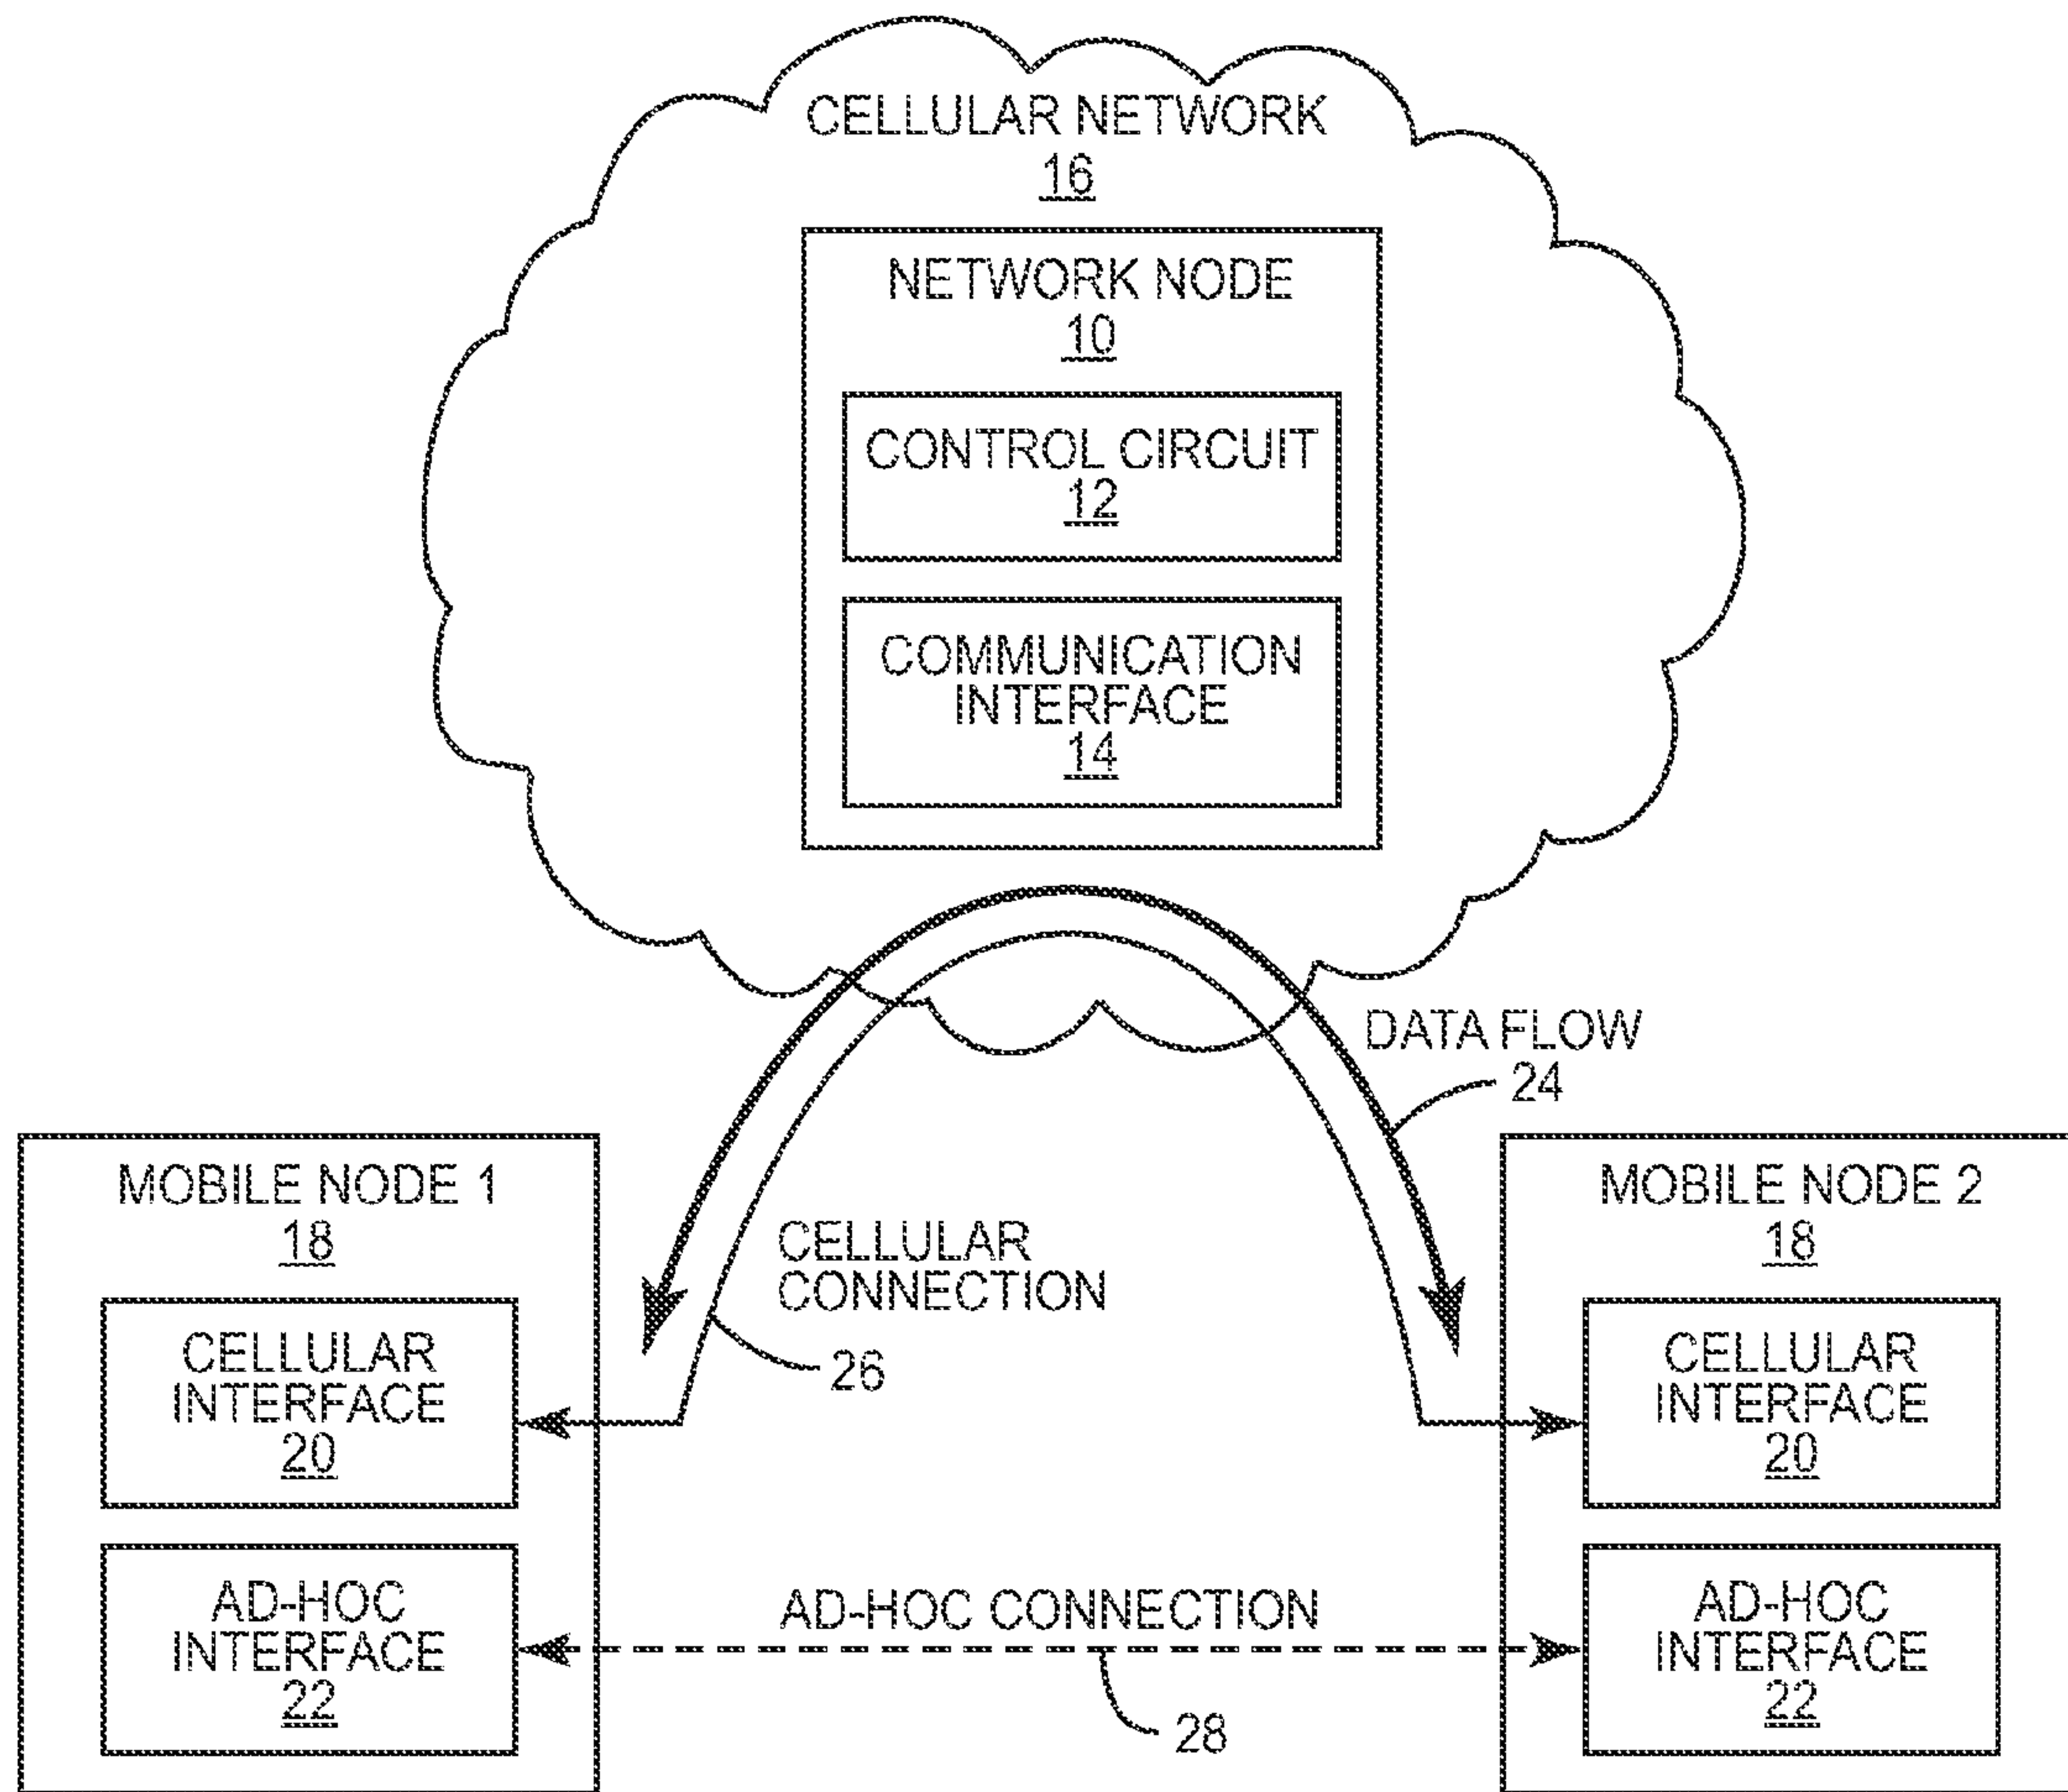 CELLULAR NETWORK
16
NETWORK NODE
10
CONTROL CIRCUIT
12
COMMUNICATION
INTERFACE
14
DATA FLOW
24
MOBILE NODE 1
18
CELLULAR
INTERFACE
20
AD-HOC
INTERFACE
22
CELLULAR
CONNECTION
26
AD-HOC CONNECTION
28
MOBILE NODE 2
18
CELLULAR
INTERFACE
20
AD-HOC
INTERFACE
22